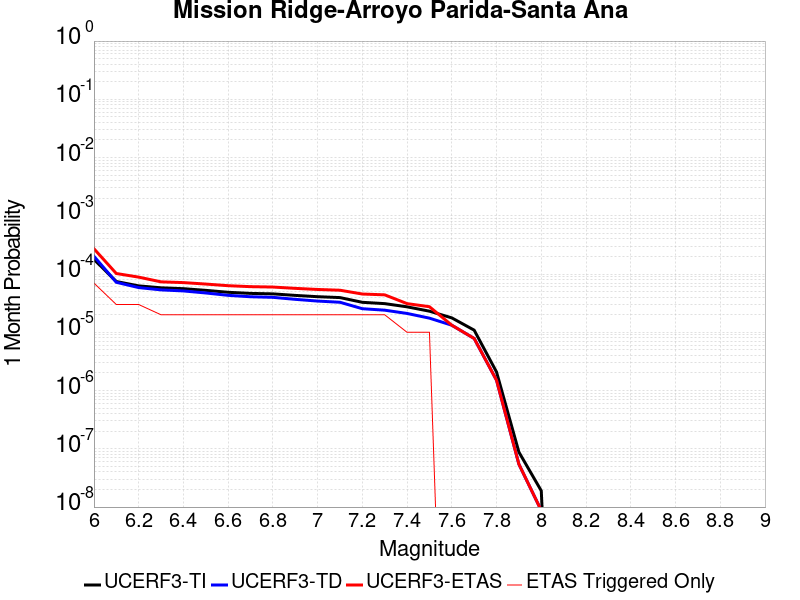 Mission Ridge-Arroyo Parida-Santa Ana
10^0
10^-1
10^-2
10^-3
10^-4
10^-5
10^-6
10^-7
10^-8
1 Month Probability
6 6.2 6.4 6.6 6.8 7 7.2 7.4 7.6 7.8 8 8.2 8.4 8.6 8.8 9
Magnitude
UCERF3-TI UCERF3-TD UCERF3-ETAS ETAS Triggered Only